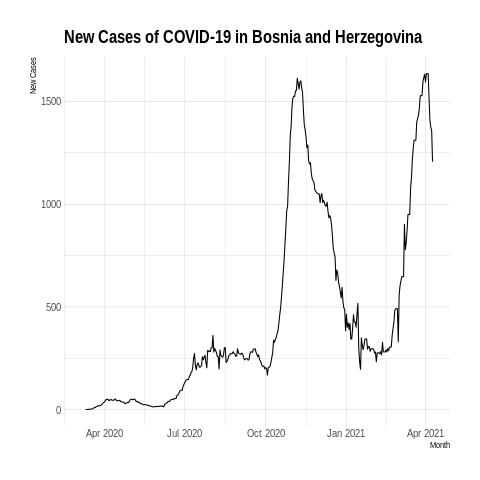 New Cases of COVID-19 in Bosnia and Herzegovina
New Cases
1500
1000
500
0
Apr 2020 Jul 2020 Oct 2020 Jan 2021 Apr 2021
Month